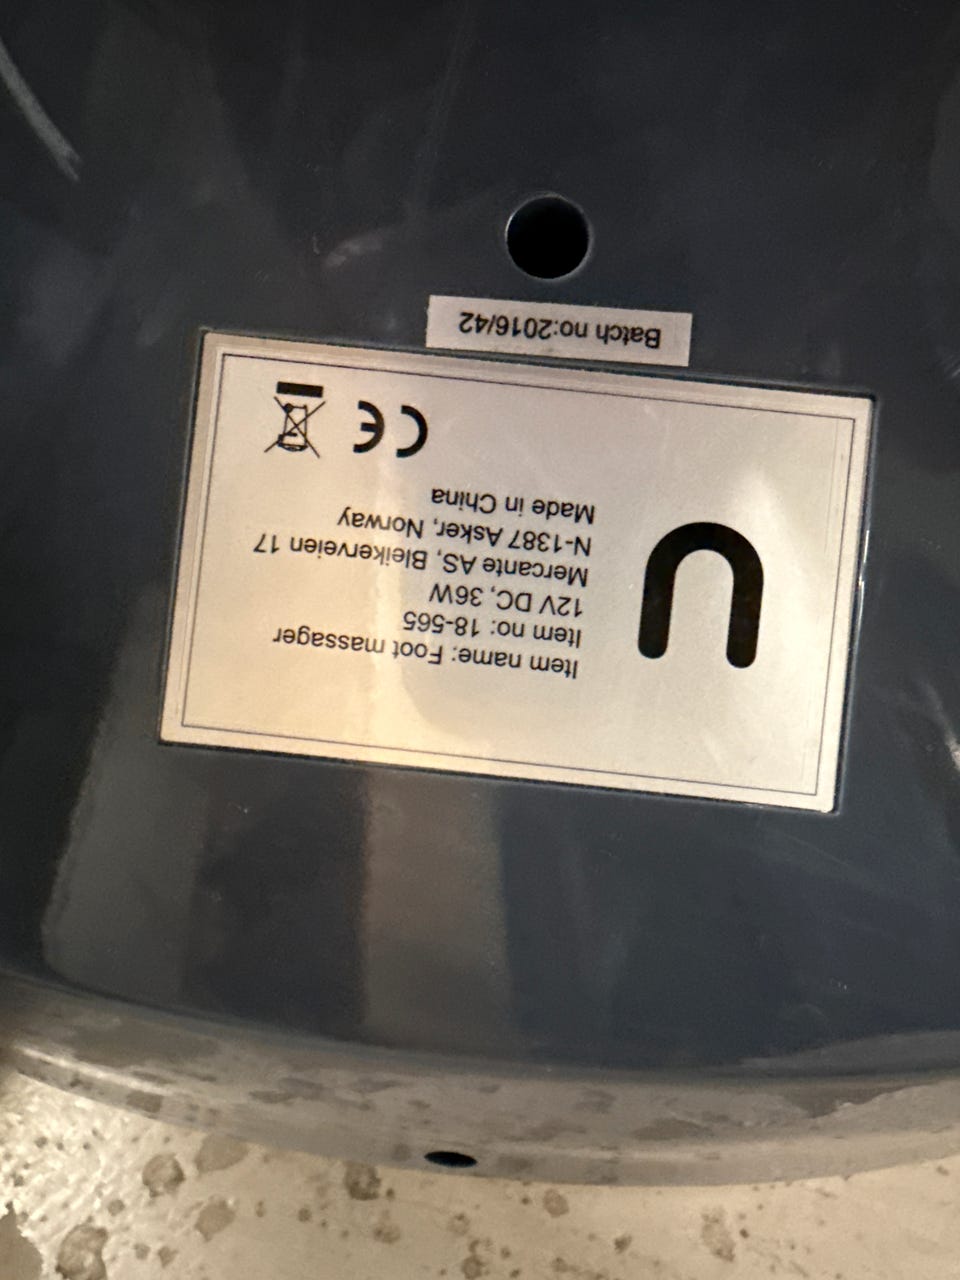 Item name: Foot massager
Item no: 18-565
12V DC, 36W
Mercante AS, Bleikerveien 17
N-1387 Asker, Norway
Made in China
CE
Batch no:2016/42